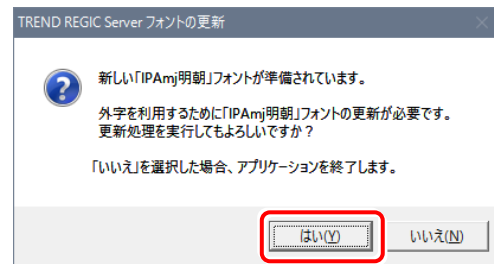 TREND REGIC Server フォントの更新
新しい「IPAmj明朝」フォントが準備されています。
外字を利用するために「IPAmj明朝」フォントの更新が必要です。
更新処理を実行してもよろしいですか？
「いいえ」を選択した場合、アプリケーションを終了します。
はい(Y) いいえ(N)